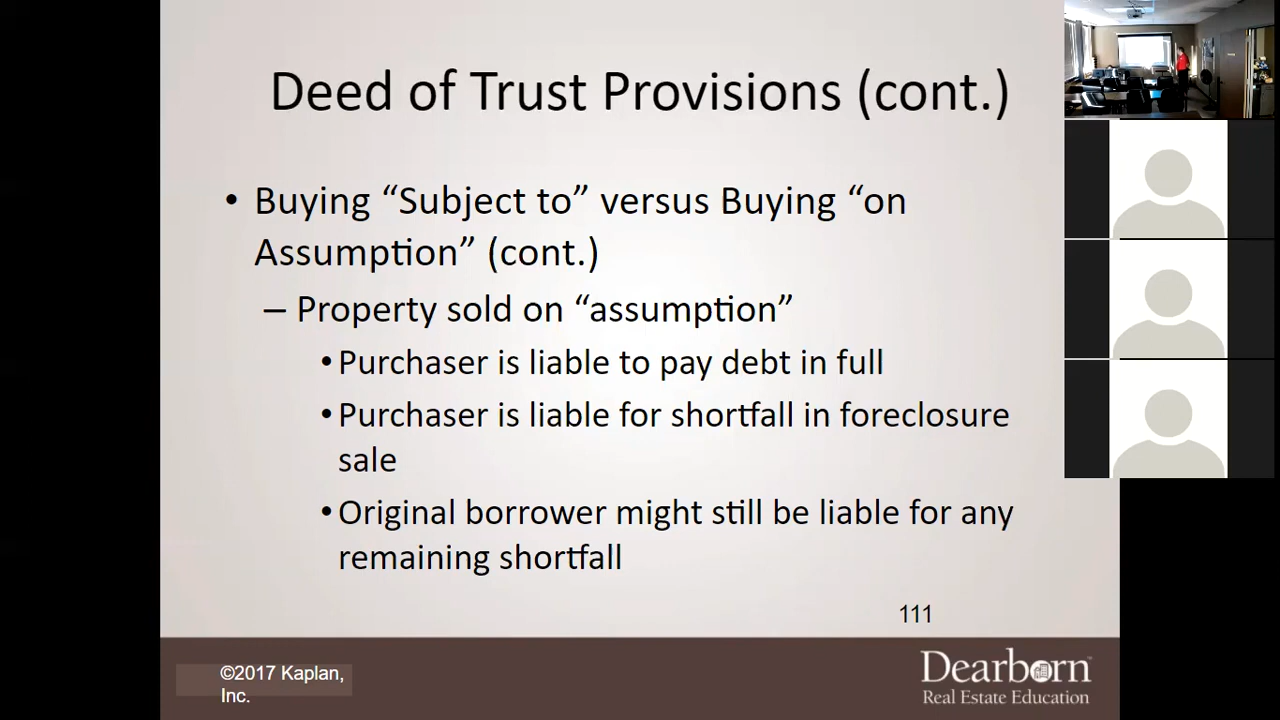 Deed of Trust Provisions (cont.)
• Buying “Subject to” versus Buying “on
Assumption” (cont.)
– Property sold on “assumption”
• Purchaser is liable to pay debt in full
• Purchaser is liable for shortfall in foreclosure
sale
• Original borrower might still be liable for any
remaining shortfall
111
©2017 Kaplan,
Inc.
Dearborn™
Real Estate Education